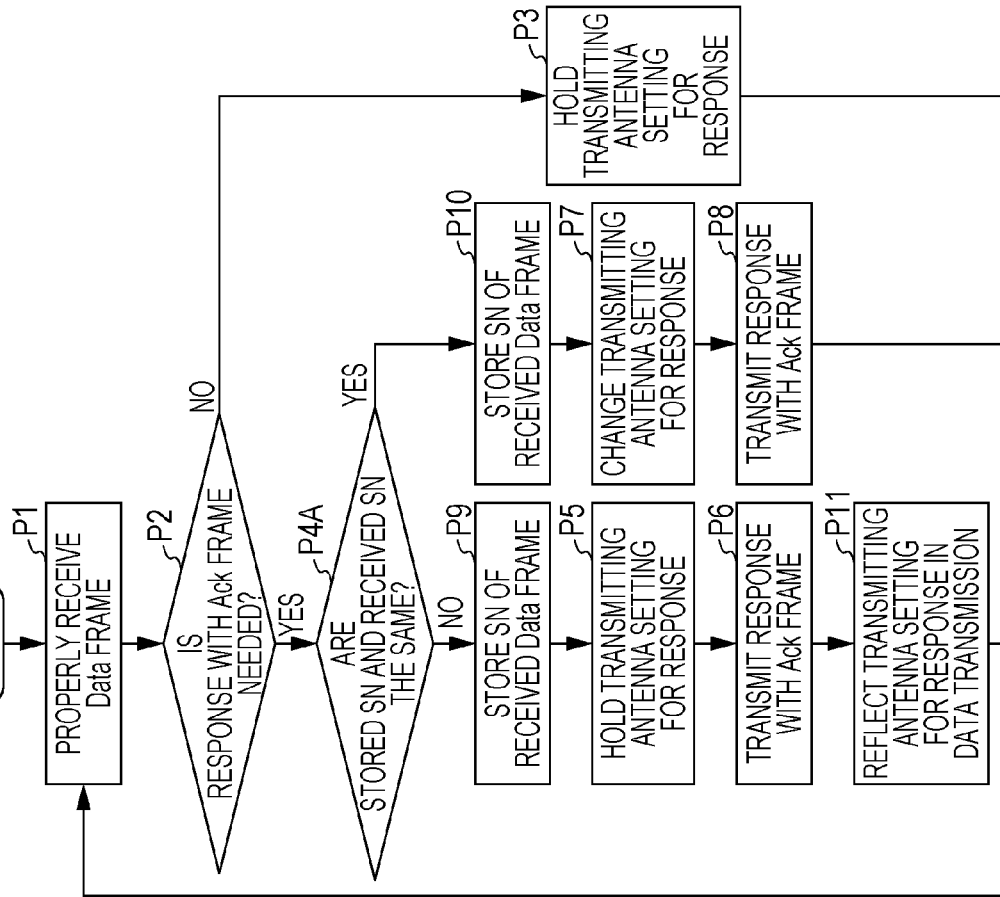 P1
PROPERLY RECEIVE
Data FRAME
P2
IS
RESPONSE WITH Ack FRAME
NEEDED?
NO
YES
P3
HOLD
TRANSMITTING
ANTENNA
SETTING
FOR
RESPONSE
P4A
ARE
STORED SN AND RECEIVED SN
THE SAME?
YES
NO
P9
STORE SN OF
RECEIVED Data FRAME
P5
HOLD TRANSMITTING
ANTENNA SETTING
FOR RESPONSE
P6
TRANSMIT RESPONSE
WITH Ack FRAME
P11
REFLECT TRANSMITTING
ANTENNA SETTING
FOR RESPONSE IN
DATA TRANSMISSION
P10
STORE SN OF
RECEIVED Data FRAME
P7
CHANGE TRANSMITTING
ANTENNA SETTING
FOR RESPONSE
P8
TRANSMIT RESPONSE
WITH Ack FRAME